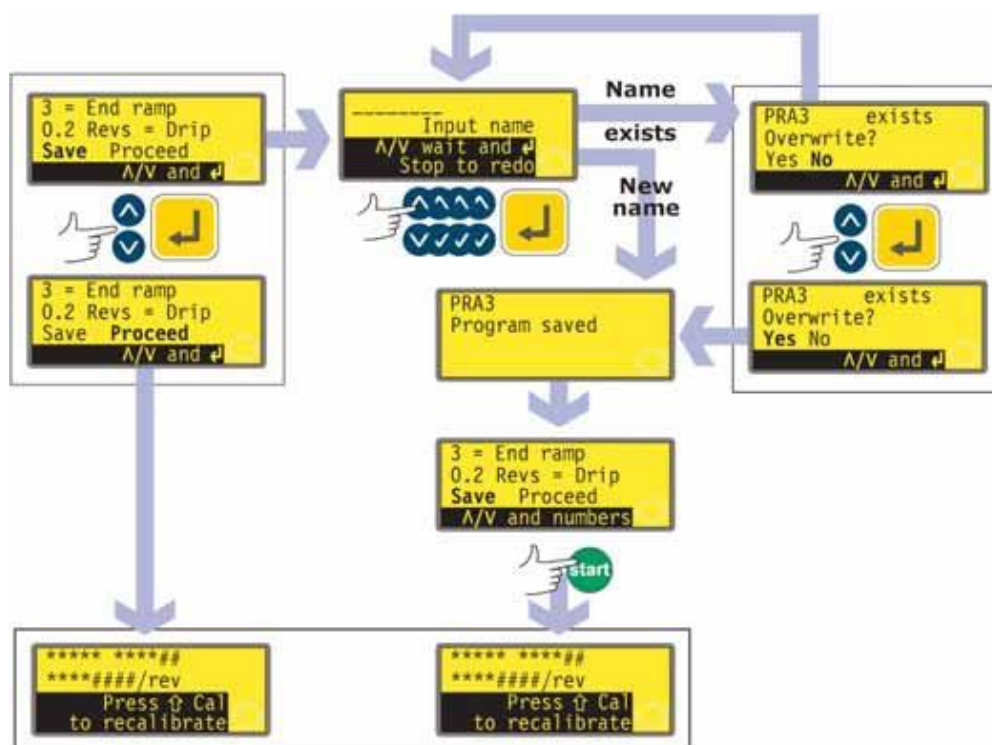 3 = End ramp
0.2 Revs = Drip
Save Proceed
∧/∨ and ↵
3 = End ramp
0.2 Revs = Drip
Save Proceed
∧/∨ and ↵
_______
Input name
∧/∨ wait and ↵
Stop to redo
Name
exists
New
name
PRA3 exists
Overwrite?
Yes No
∧/∨ and ↵
PRA3 exists
Overwrite?
Yes No
∧/∨ and ↵
PRA3
Program saved
3 = End ramp
0.2 Revs = Drip
Save Proceed
∧/∨ and numbers
start
***** ****##
****####/rev
Press ⇧ Cal
to recalibrate
***** ****##
****####/rev
Press ⇧ Cal
to recalibrate